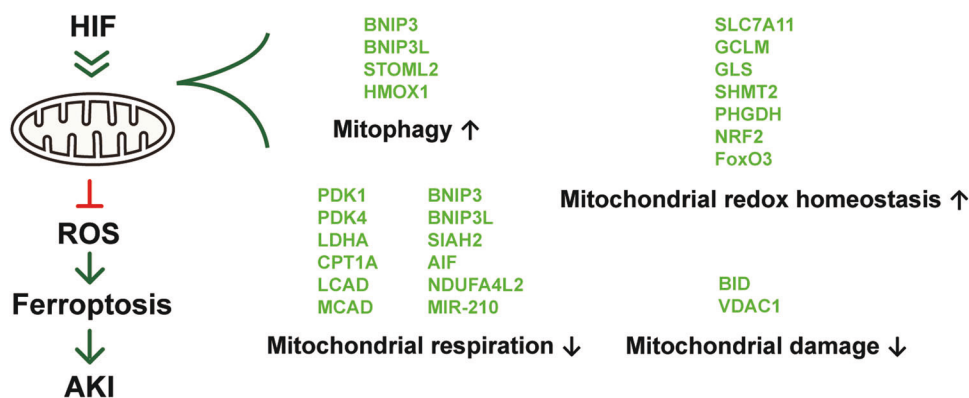 HIF
ROS
Ferroptosis
AKI
BNIP3
BNIP3L
STOML2
HMOX1
Mitophagy ↑
SLC7A11
GCLM
GLS
SHMT2
PHGDH
NRF2
FoxO3
Mitochondrial redox homeostasis ↑
PDK1 BNIP3
PDK4 BNIP3L
LDHA SIAH2
CPT1A AIF
LCAD NDUFA4L2
MCAD MIR-210
Mitochondrial respiration ↓
BID
VDAC1
Mitochondrial damage ↓